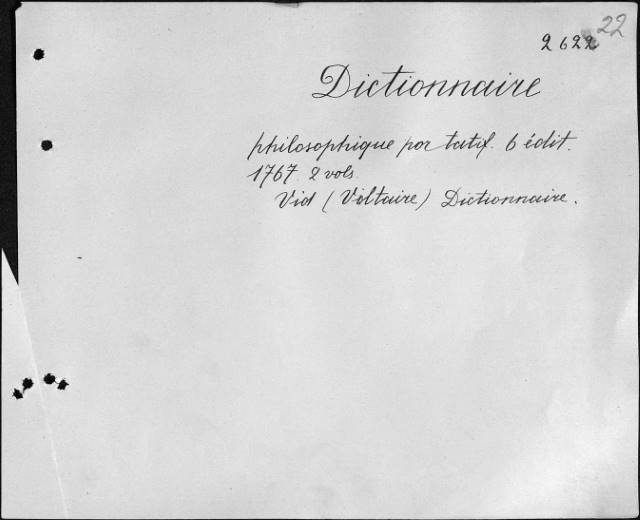 22
2622
Dictionnaire
philosophique por tatif. 6 édit.
1767. 2 vols.
Vid (Voltaire) Dictionnaire.